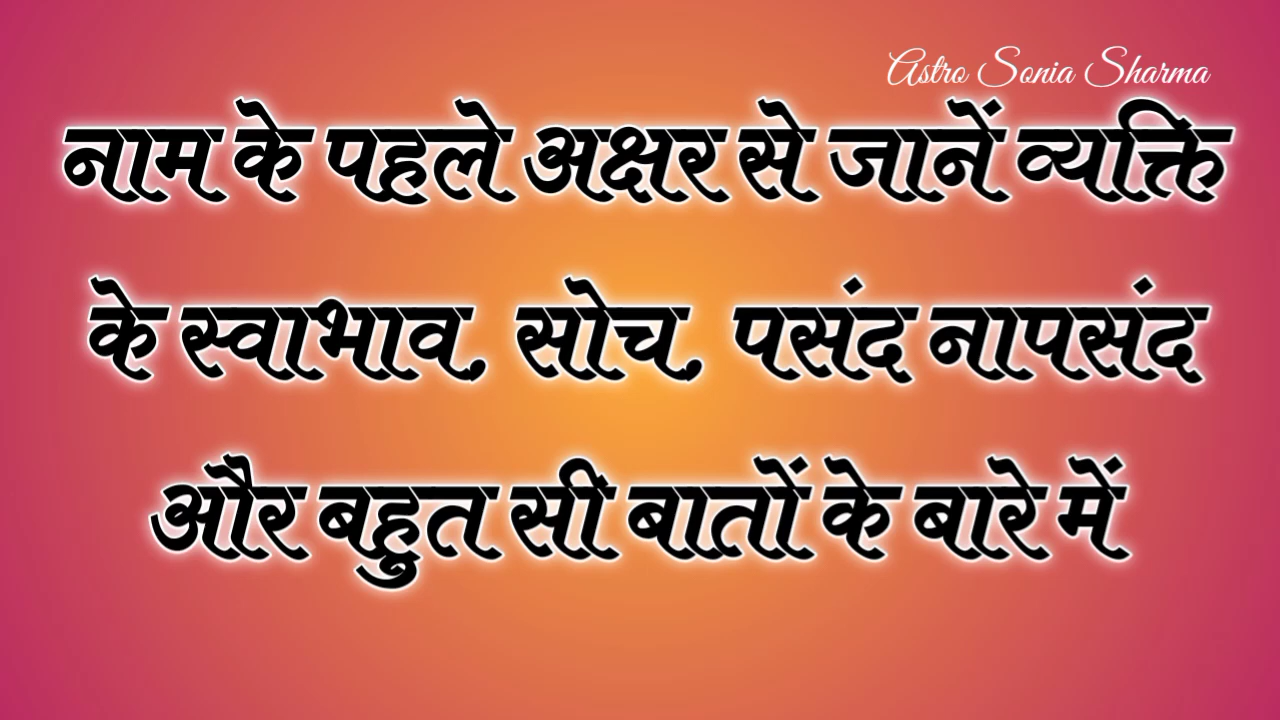 Astro Sonia Sharma
नाम के पहले अक्षर से जानें व्यक्ति
के स्वाभाव, सोच, पसंद नापसंद
और बहुत सी बातों के बारे में